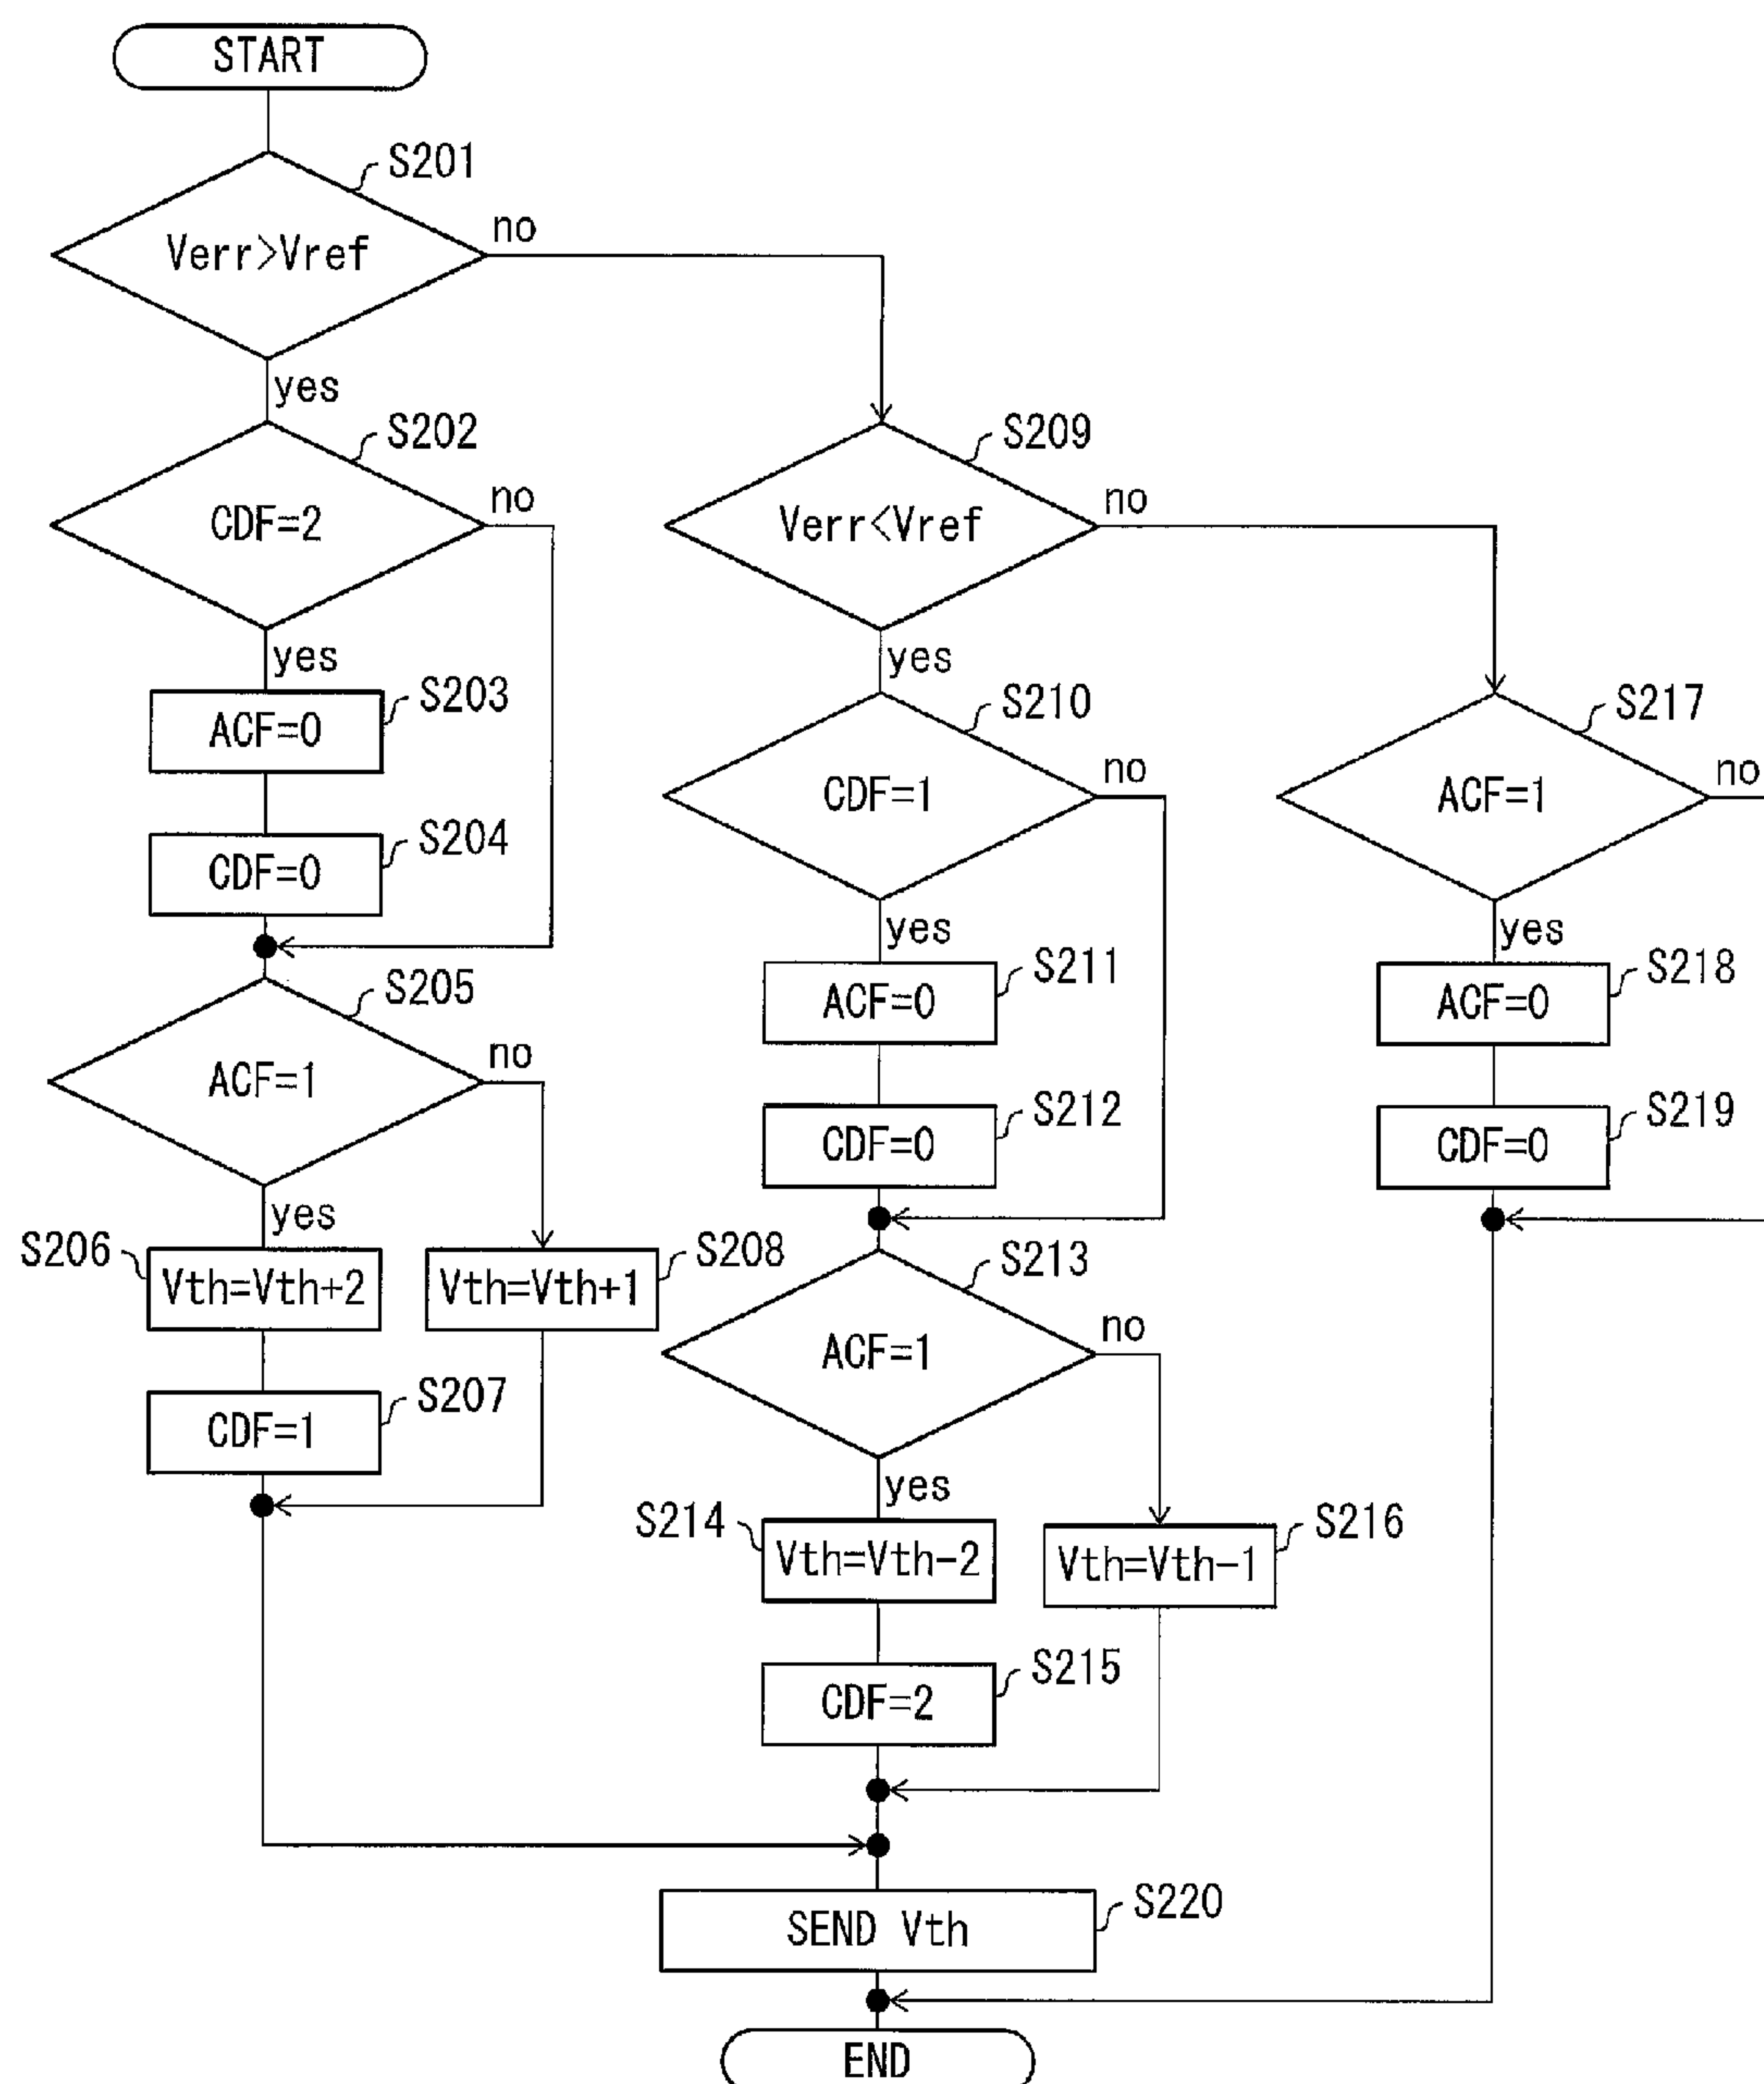 START
S201
Verr>Vref
no
yes
S202
CDF=2
no
yes
S203
ACF=0
S204
CDF=0
S205
ACF=1
no
yes
S206
Vth=Vth+2
S208
Vth=Vth+1
S207
CDF=1
S209
Verr<Vref
no
yes
S210
CDF=1
no
yes
S211
ACF=0
S212
CDF=0
S213
ACF=1
no
yes
S214
Vth=Vth-2
S216
Vth=Vth-1
S215
CDF=2
S217
ACF=1
no
yes
S218
ACF=0
S219
CDF=0
S220
SEND Vth
END